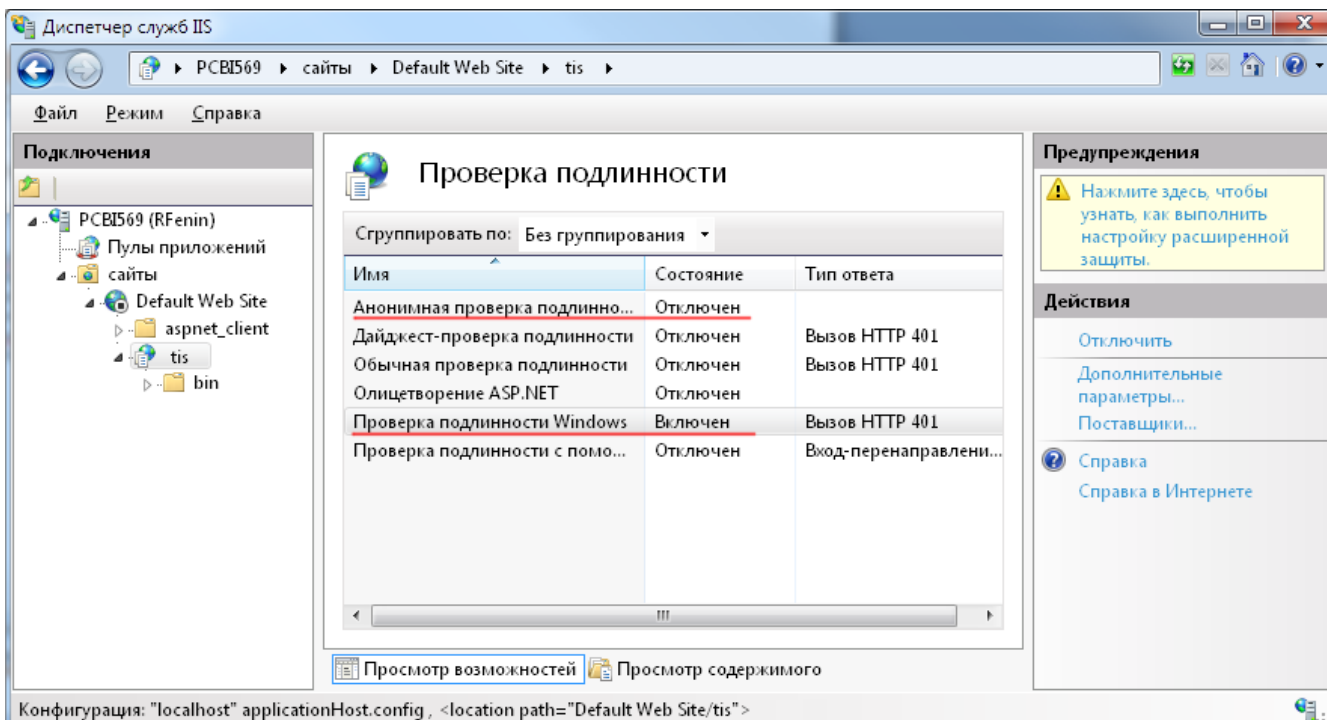 Диспетчер служб IIS
PCBI569 сайты Default Web Site tis
Файл Режим Справка
Подключения
PCBI569 (RFenin)
Пулы приложений
сайты
Default Web Site
aspnet_client
tis
bin
Проверка подлинности
Сгруппировать по: Без группирования
Имя Состояние Тип ответа
Анонимная проверка подлинно... Отключен
Дайджест-проверка подлинности Отключен Вызов HTTP 401
Обычная проверка подлинности Отключен Вызов HTTP 401
Олицетворение ASP.NET Отключен
Проверка подлинности Windows Включен Вызов HTTP 401
Проверка подлинности с помо... Отключен Вход-перенаправлени...
Просмотр возможностей Просмотр содержимого
Предупреждения
Нажмите здесь, чтобы
узнать, как выполнить
настройку расширенной
защиты.
Действия
Отключить
Дополнительные
параметры...
Поставщики...
Справка
Справка в Интернете
Конфигурация: "localhost" applicationHost.config , <location path="Default Web Site/tis">